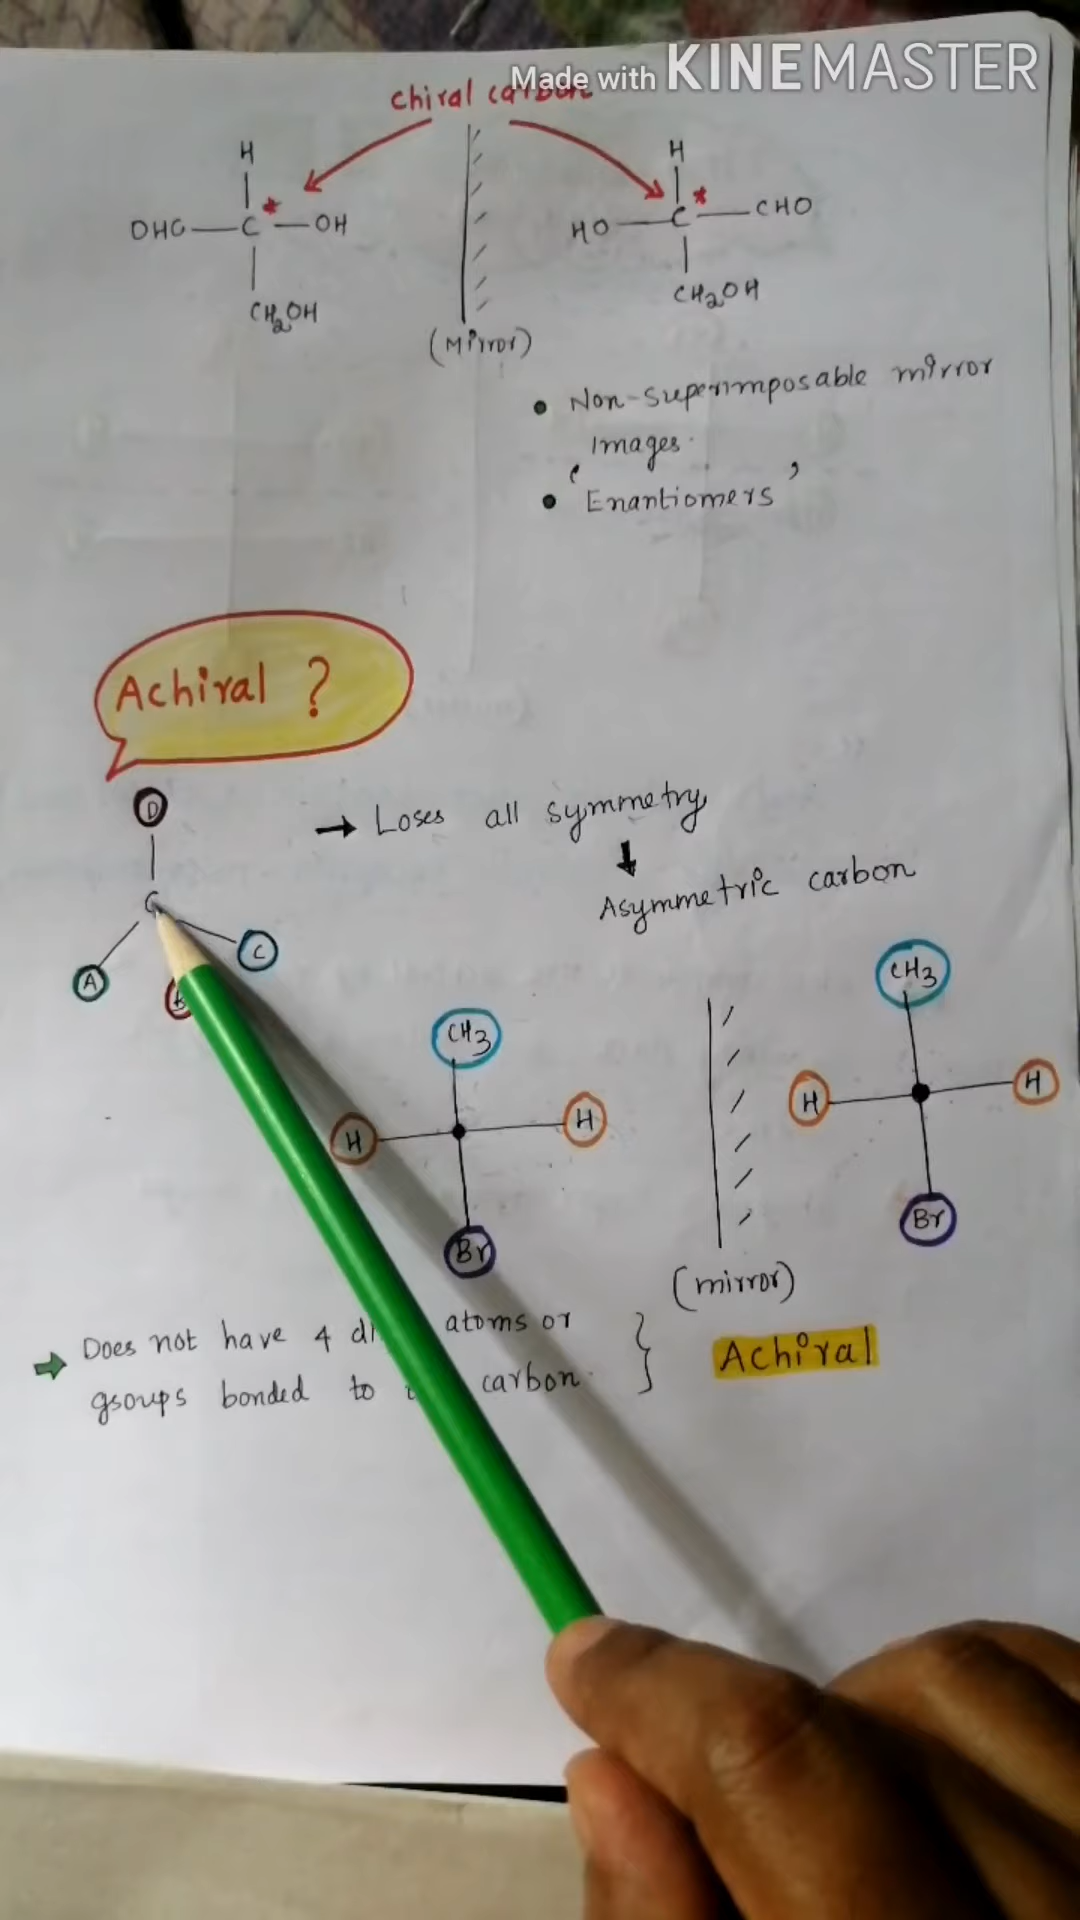 Made with KINEMASTER
Chiral carbon
H
OHC—C*—OH
CH2OH
H
HO—C*—CHO
CH2OH
(Mirror)
• Non-superimposable mirror
images.
• 'Enantiomers'
Achiral ?
D
C
A
C
→ Loses all symmetry
↓
Asymmetric carbon
CH3
H
H
Br
CH3
H
H
Br
(mirror)
Does not have 4 atoms or
groups bonded to carbon.
Achiral